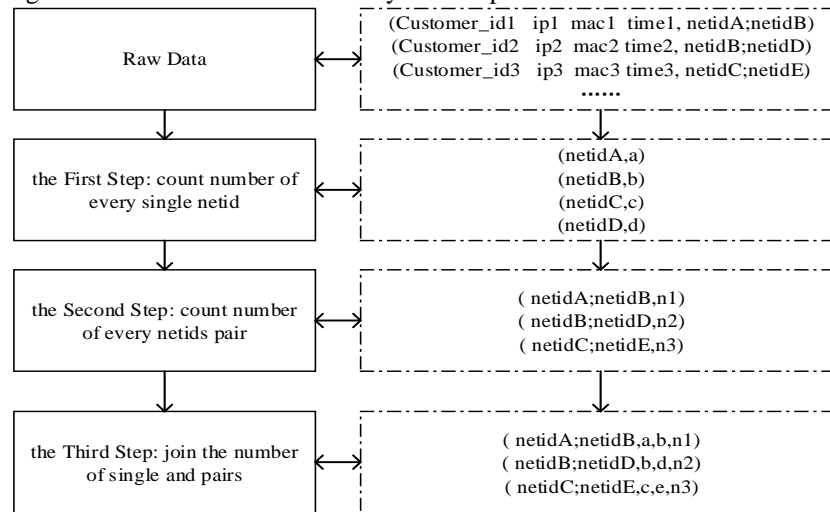 Raw Data
(Customer_id1 ip1 mac1 time1, netidA;netidB)
(Customer_id2 ip2 mac2 time2, netidB;netidD)
(Customer_id3 ip3 mac3 time3, netidC;netidE)
......
the First Step: count number of
every single netid
(netidA,a)
(netidB,b)
(netidC,c)
(netidD,d)
the Second Step: count number
of every netids pair
( netidA;netidB,n1)
( netidB;netidD,n2)
( netidC;netidE,n3)
the Third Step: join the number
of single and pairs
( netidA;netidB,a,b,n1)
( netidB;netidD,b,d,n2)
( netidC;netidE,c,e,n3)